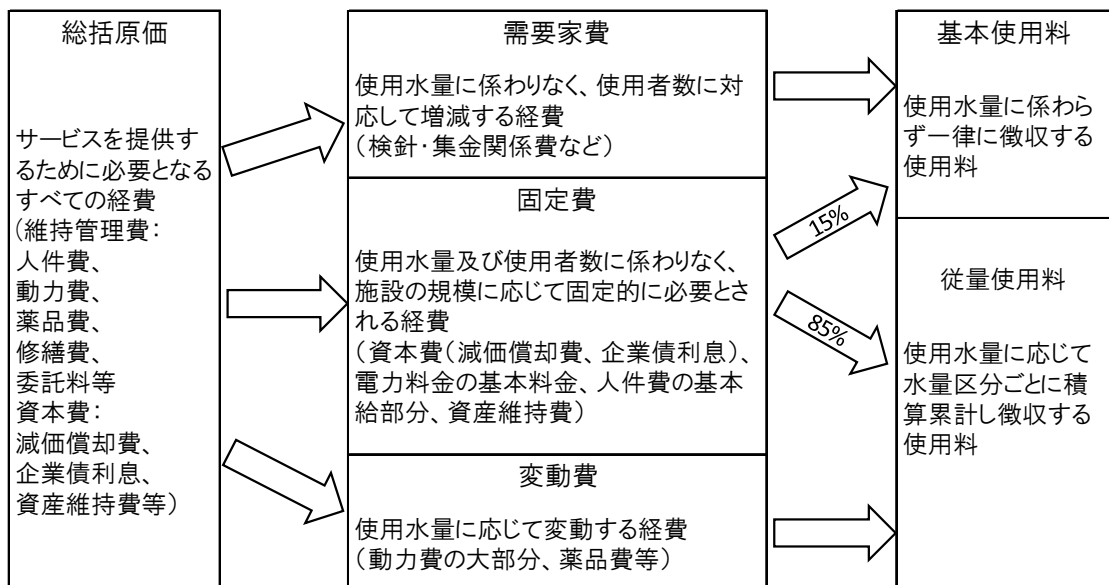 総括原価
サービスを提供す
るために必要となる
すべての経費
(維持管理費:
人件費、
動力費、
薬品費、
修繕費、
委託料等
資本費:
減価償却費、
企業債利息、
資産維持費等)
需要家費
使用水量に係わりなく、使用者数に対
応して増減する経費
(検針・集金関係費など)
固定費
使用水量及び使用者数に係わりなく、
施設の規模に応じて固定的に必要とさ
れる経費
(資本費(減価償却費、企業債利息)、
電力料金の基本料金、人件費の基本
給部分、資産維持費)
変動費
使用水量に応じて変動する経費
(動力費の大部分、薬品費等)
15%
85%
基本使用料
使用水量に係わら
ず一律に徴収する
使用料
従量使用料
使用水量に応じて
水量区分ごとに積
算累計し徴収する
使用料